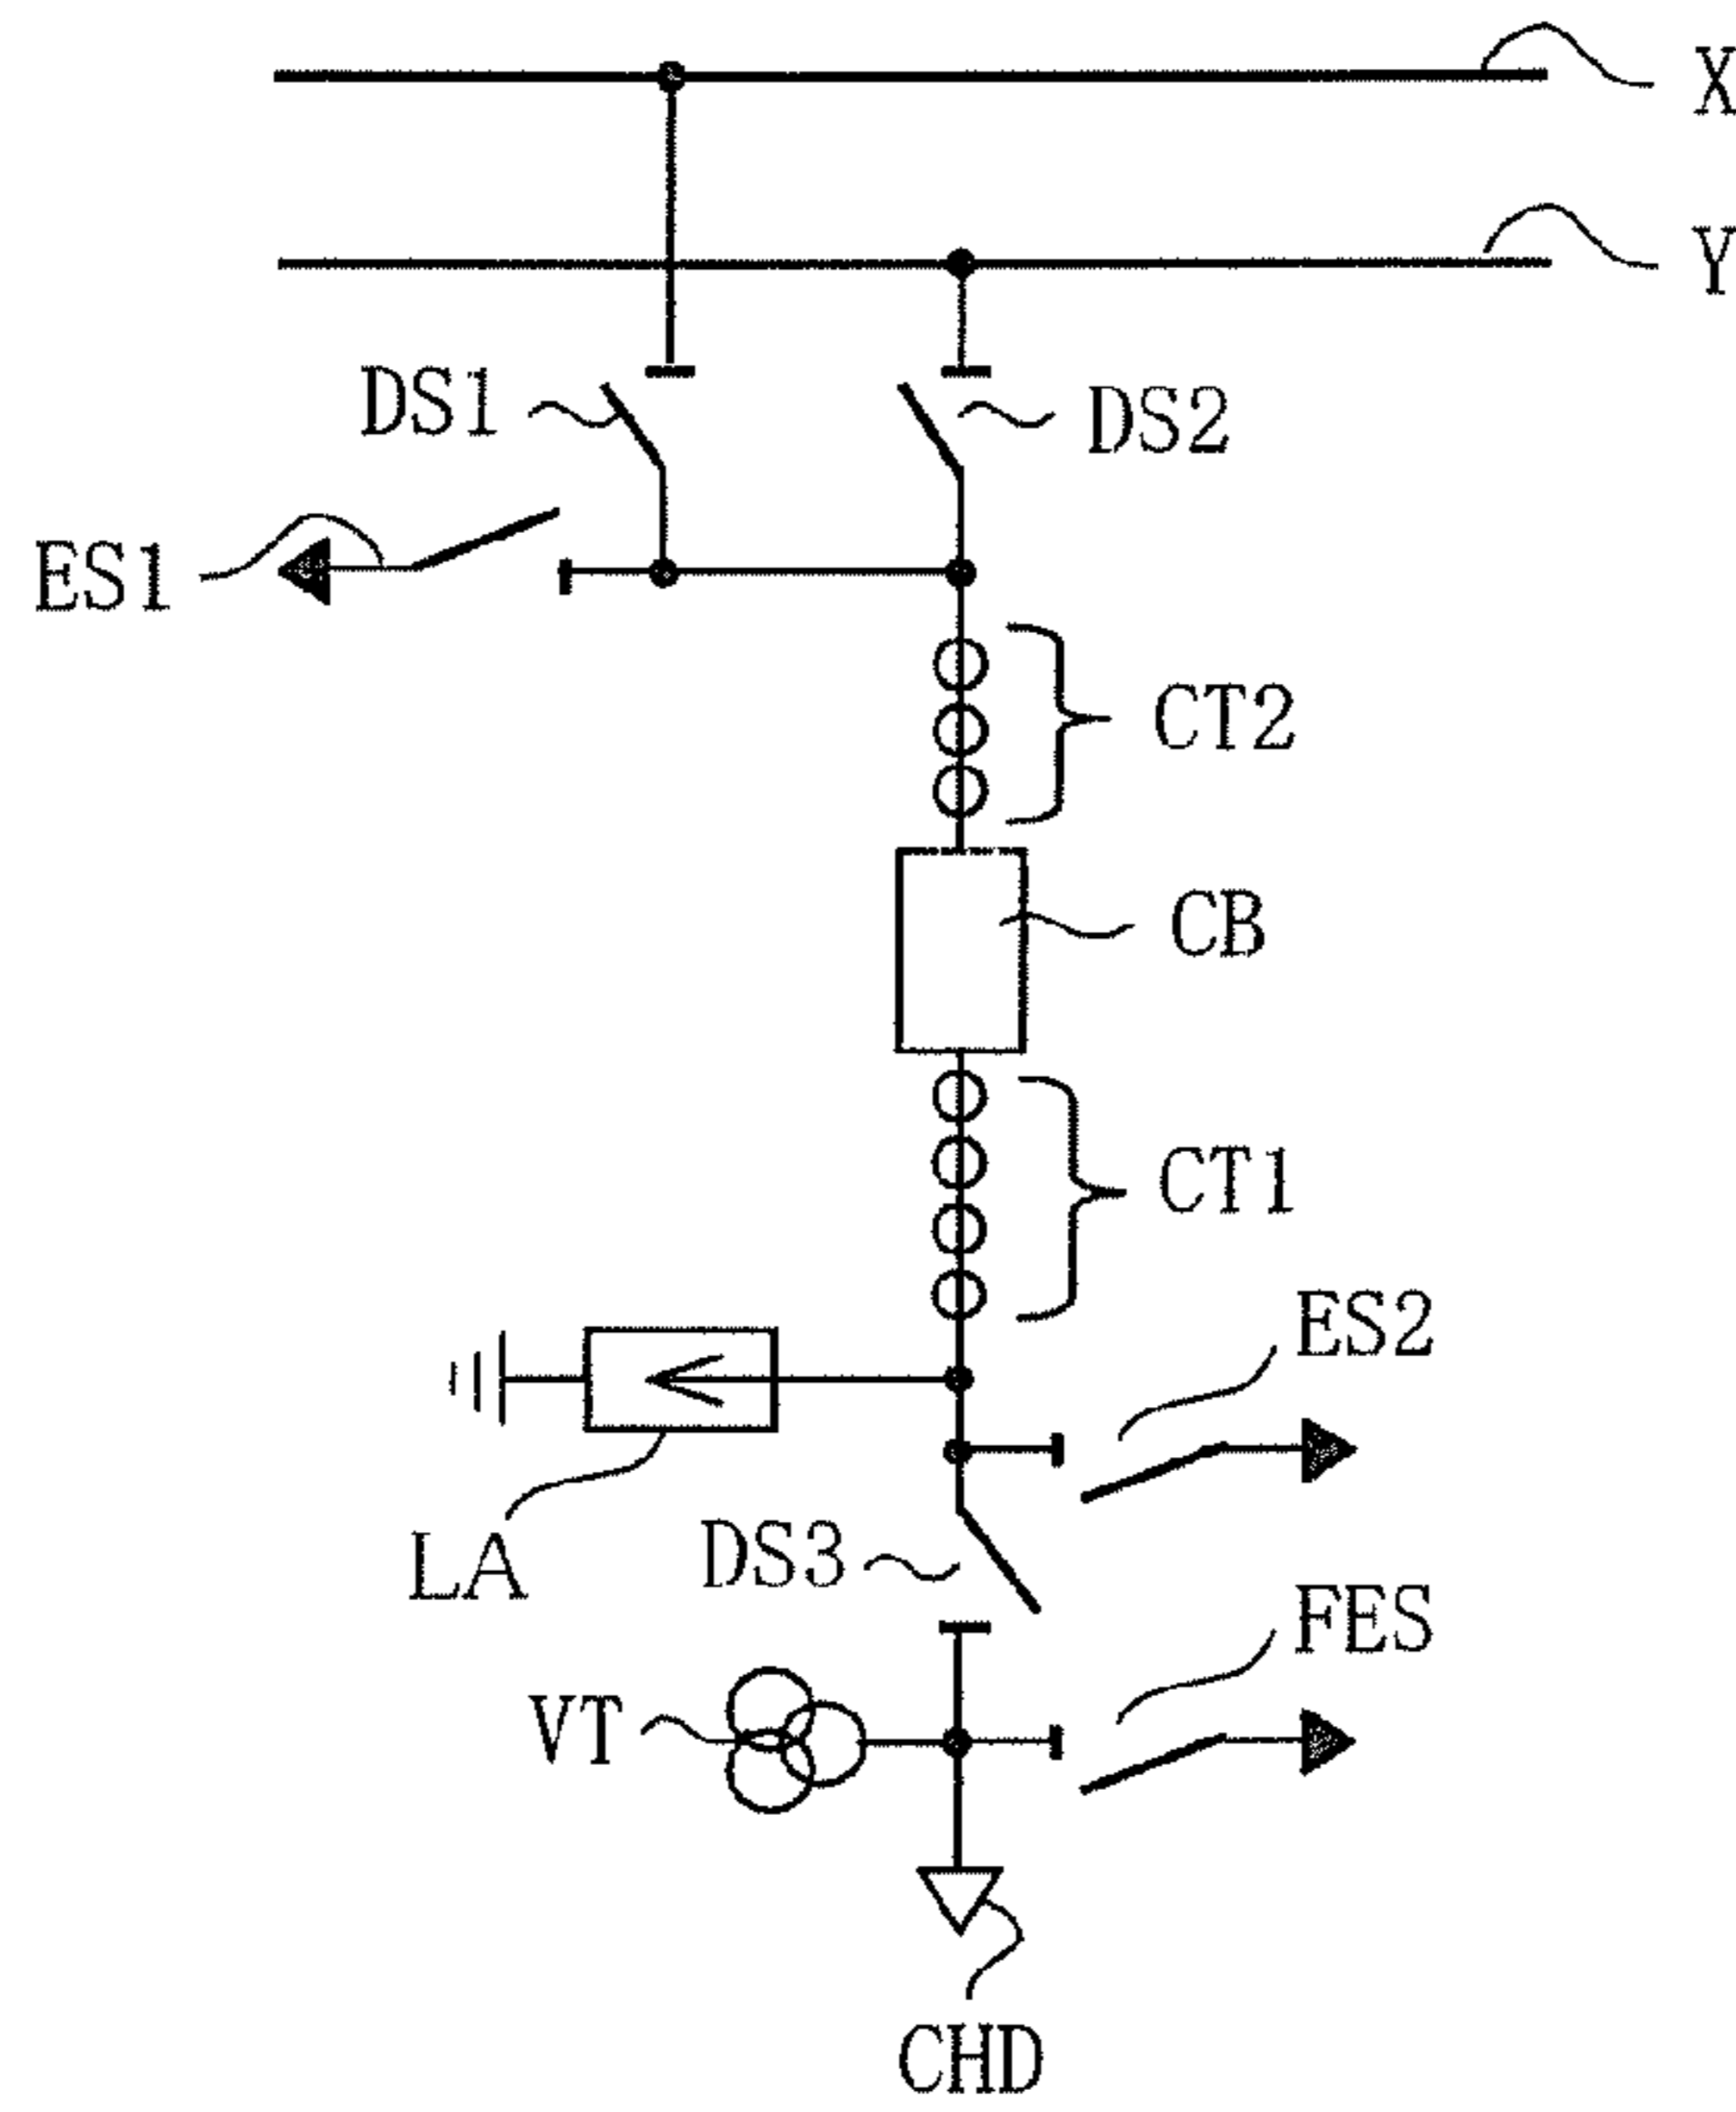 X
Y
DS1
DS2
ES1
CT2
CB
CT1
ES2
LA
DS3
FES
VT
CHD